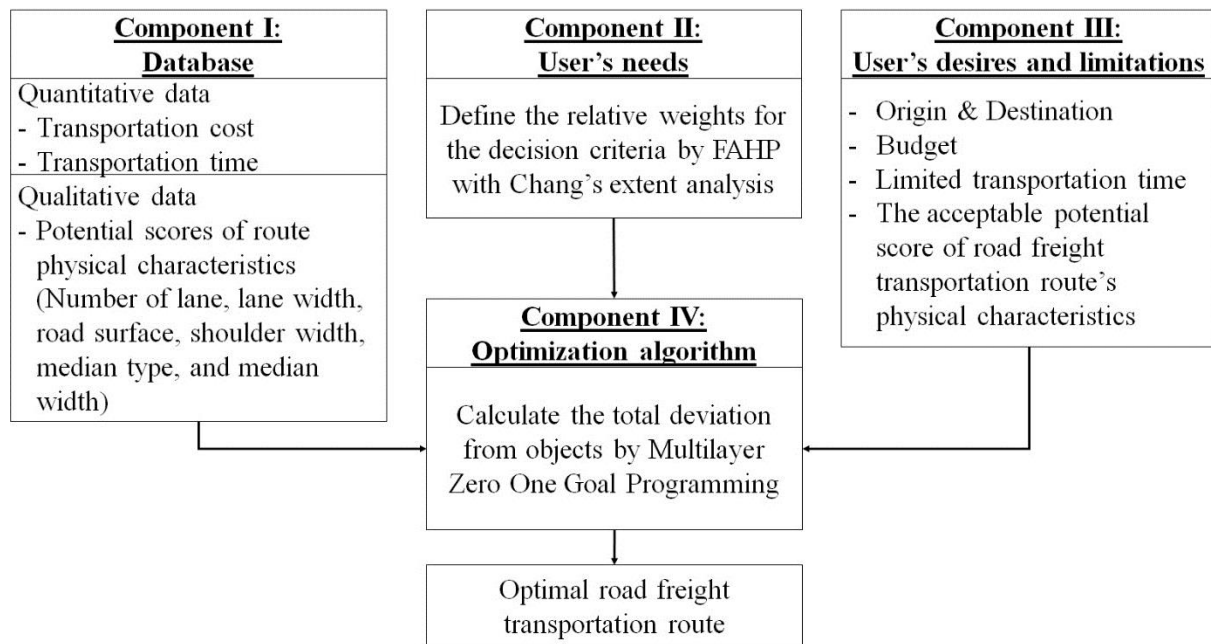 Component I:
Database
Quantitative data
- Transportation cost
- Transportation time
Qualitative data
- Potential scores of route
physical characteristics
(Number of lane, lane width,
road surface, shoulder width,
median type, and median
width)
Component II:
User’s needs
Define the relative weights for
the decision criteria by FAHP
with Chang’s extent analysis
Component III:
User’s desires and limitations
- Origin & Destination
- Budget
- Limited transportation time
- The acceptable potential
score of road freight
transportation route’s
physical characteristics
Component IV:
Optimization algorithm
Calculate the total deviation
from objects by Multilayer
Zero One Goal Programming
Optimal road freight
transportation route